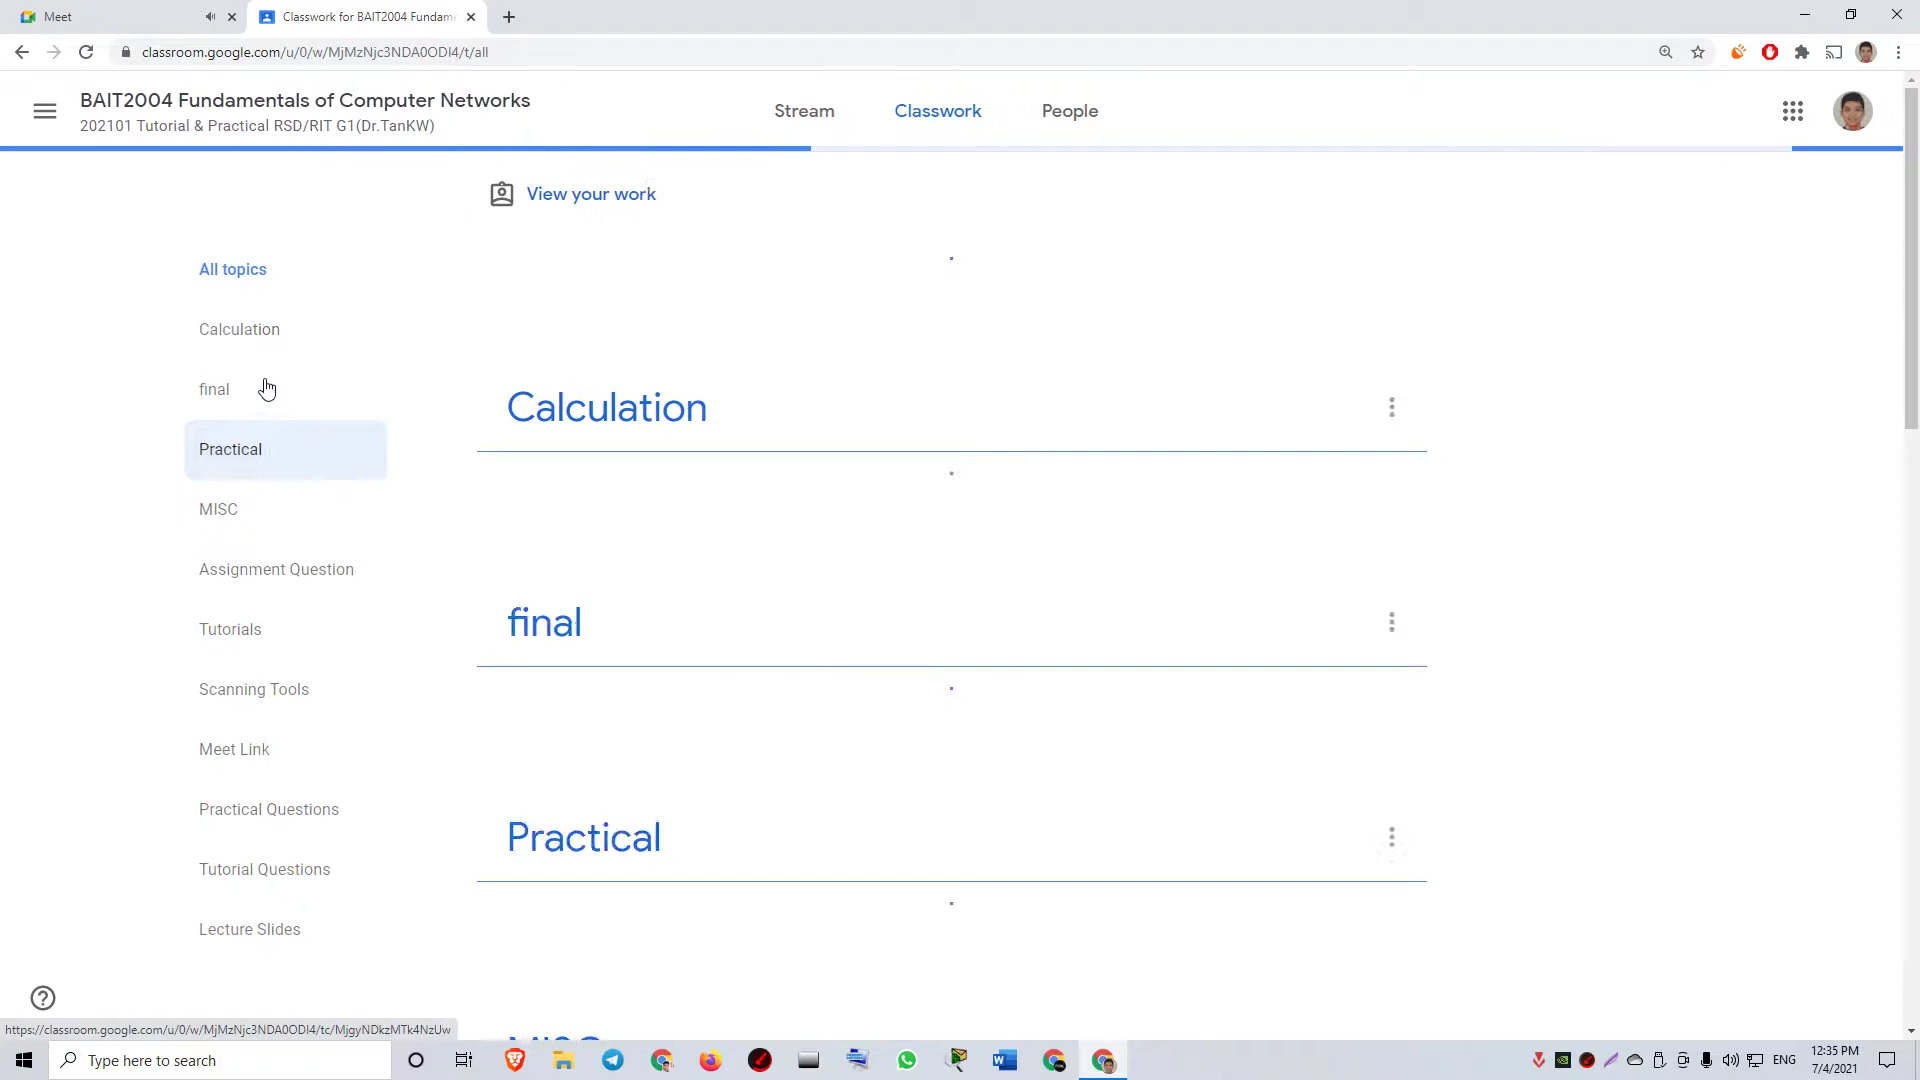 Meet
Classwork for BAIT2004 Fundam
classroom.google.com/u/0/w/MjMzNjc3NDA0ODI4/t/all
BAIT2004 Fundamentals of Computer Networks
202101 Tutorial & Practical RSD/RIT G1(Dr.TanKW)
Stream
Classwork
People
View your work
All topics
Calculation
final
Practical
MISC
Assignment Question
Tutorials
Scanning Tools
Meet Link
Practical Questions
Tutorial Questions
Lecture Slides
Calculation
final
Practical
https://classroom.google.com/u/0/w/MjMzNjc3NDA0ODI4/tc/MjgyNDkzMTk4NzUw
Type here to search
ENG
12:35 PM
7/4/2021